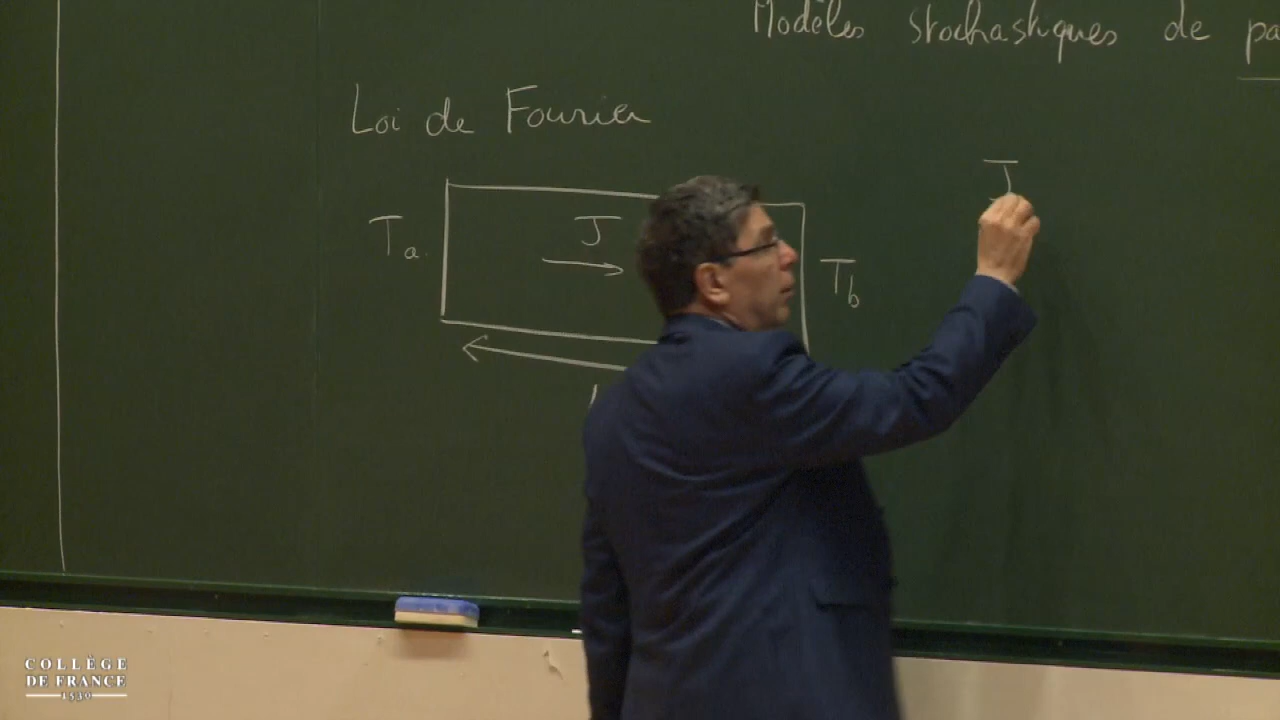 Modèles stochastiques de pa
Loi de Fourier
J
Ta
J
Tb
COLLÈGE
DE FRANCE
1530